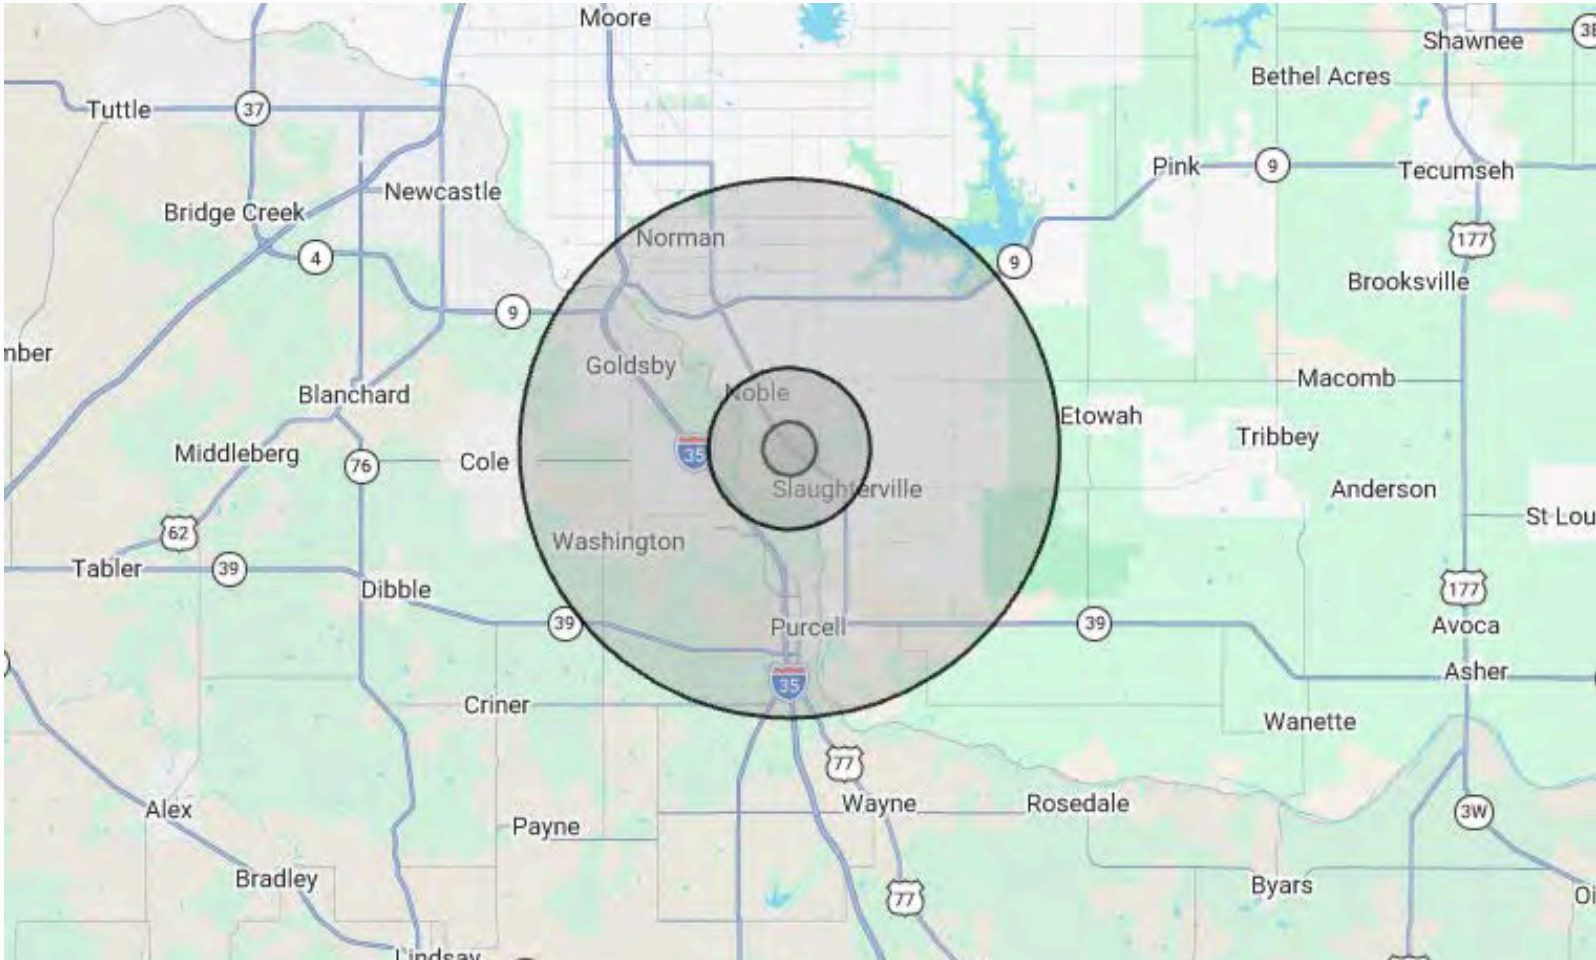 Moore
Shawnee
Bethel Acres
Tuttle
37
Pink
9
Tecumseh
Newcastle
Bridge Creek
Norman
177
4
9
Brooksville
9
Goldsby
Macomb
Noble
Blanchard
Etowah
Tribbey
Middleberg
76
Cole
35
Slaughterville
Anderson
St Lou
62
Washington
Tabler
39
Dibble
177
39
Purcell
39
Avoca
Asher
35
Criner
Wanette
77
Alex
Wayne
Rosedale
3W
Payne
Bradley
Byars
77
Lindsay